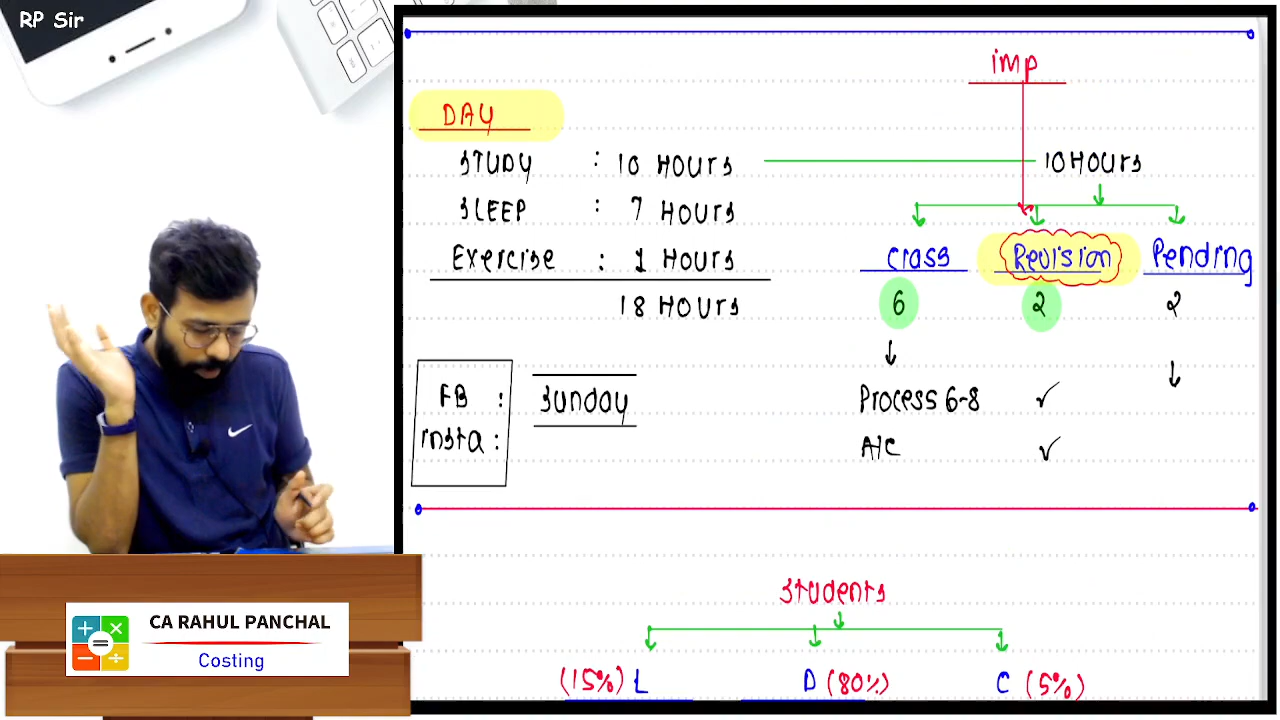 RP Sir
imp
DAY
STUDY : 10 HOURS 10 HOURS
SLEEP : 7 HOURS
Exercise : 1 HOURS
18 HOURS
Class Revision Pending
6 2 2
FB : Sunday
insta :
Process 6-8 ✓
AIC ✓
Students
(15%) L D (80%) C (5%)
CA RAHUL PANCHAL
Costing